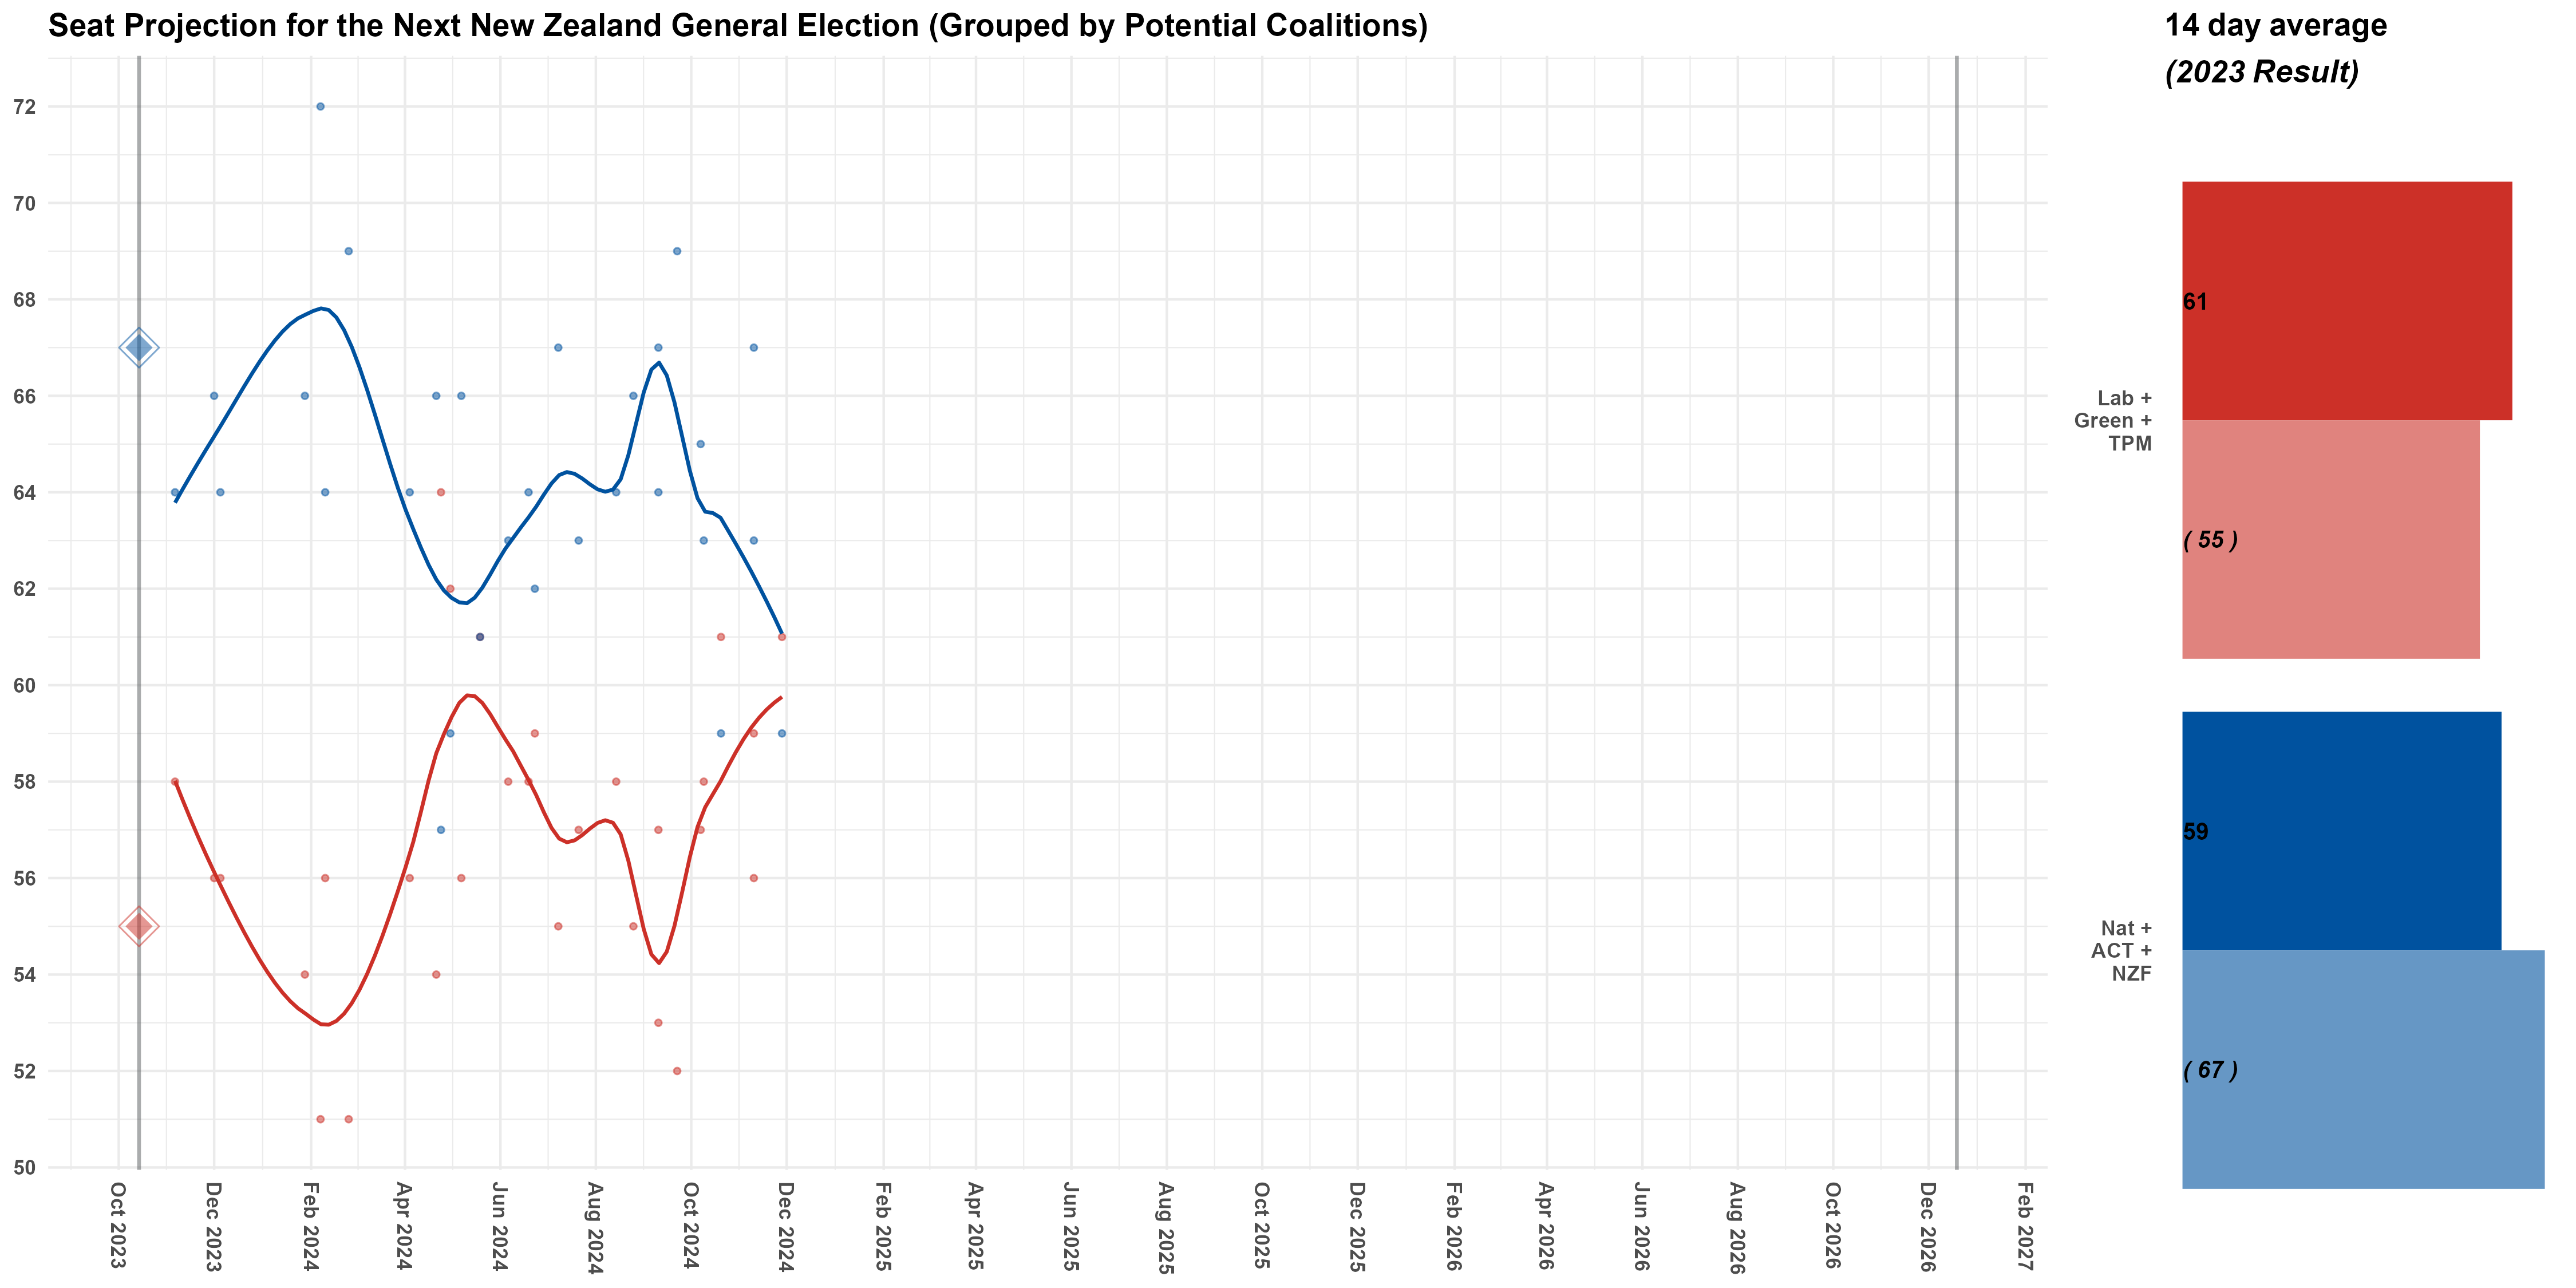 Seat Projection for the Next New Zealand General Election (Grouped by Potential Coalitions)
72
70
68
66
64
62
60
58
56
54
52
50
Oct 2023
Dec 2023
Feb 2024
Apr 2024
Jun 2024
Aug 2024
Oct 2024
Dec 2024
Feb 2025
Apr 2025
Jun 2025
Aug 2025
Oct 2025
Dec 2025
Feb 2026
Apr 2026
Jun 2026
Aug 2026
Oct 2026
Dec 2026
Feb 2027
14 day average
(2023 Result)
Lab +
Green +
TPM
61
( 55 )
Nat +
ACT +
NZF
59
( 67 )